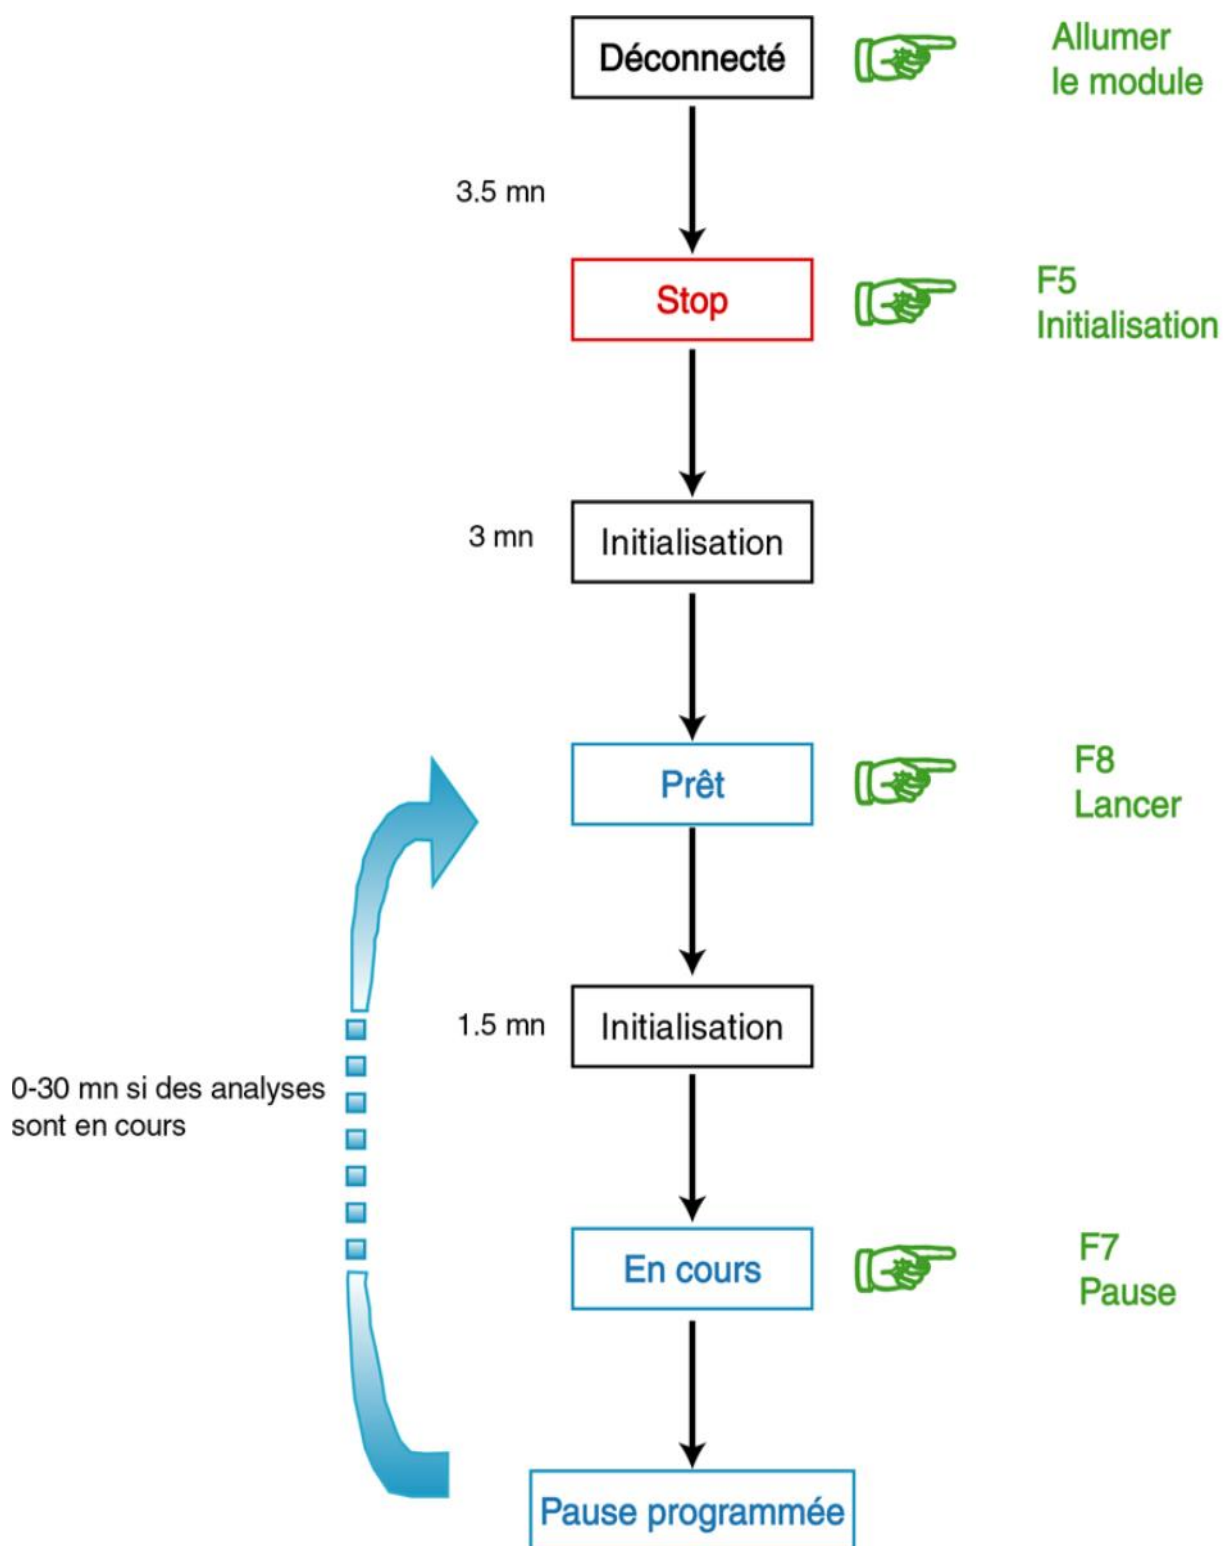 Déconnecté
Allumer
le module
3.5 mn
Stop
F5
Initialisation
3 mn
Initialisation
Prêt
F8
Lancer
1.5 mn
Initialisation
0-30 mn si des analyses
sont en cours
En cours
F7
Pause
Pause programmée